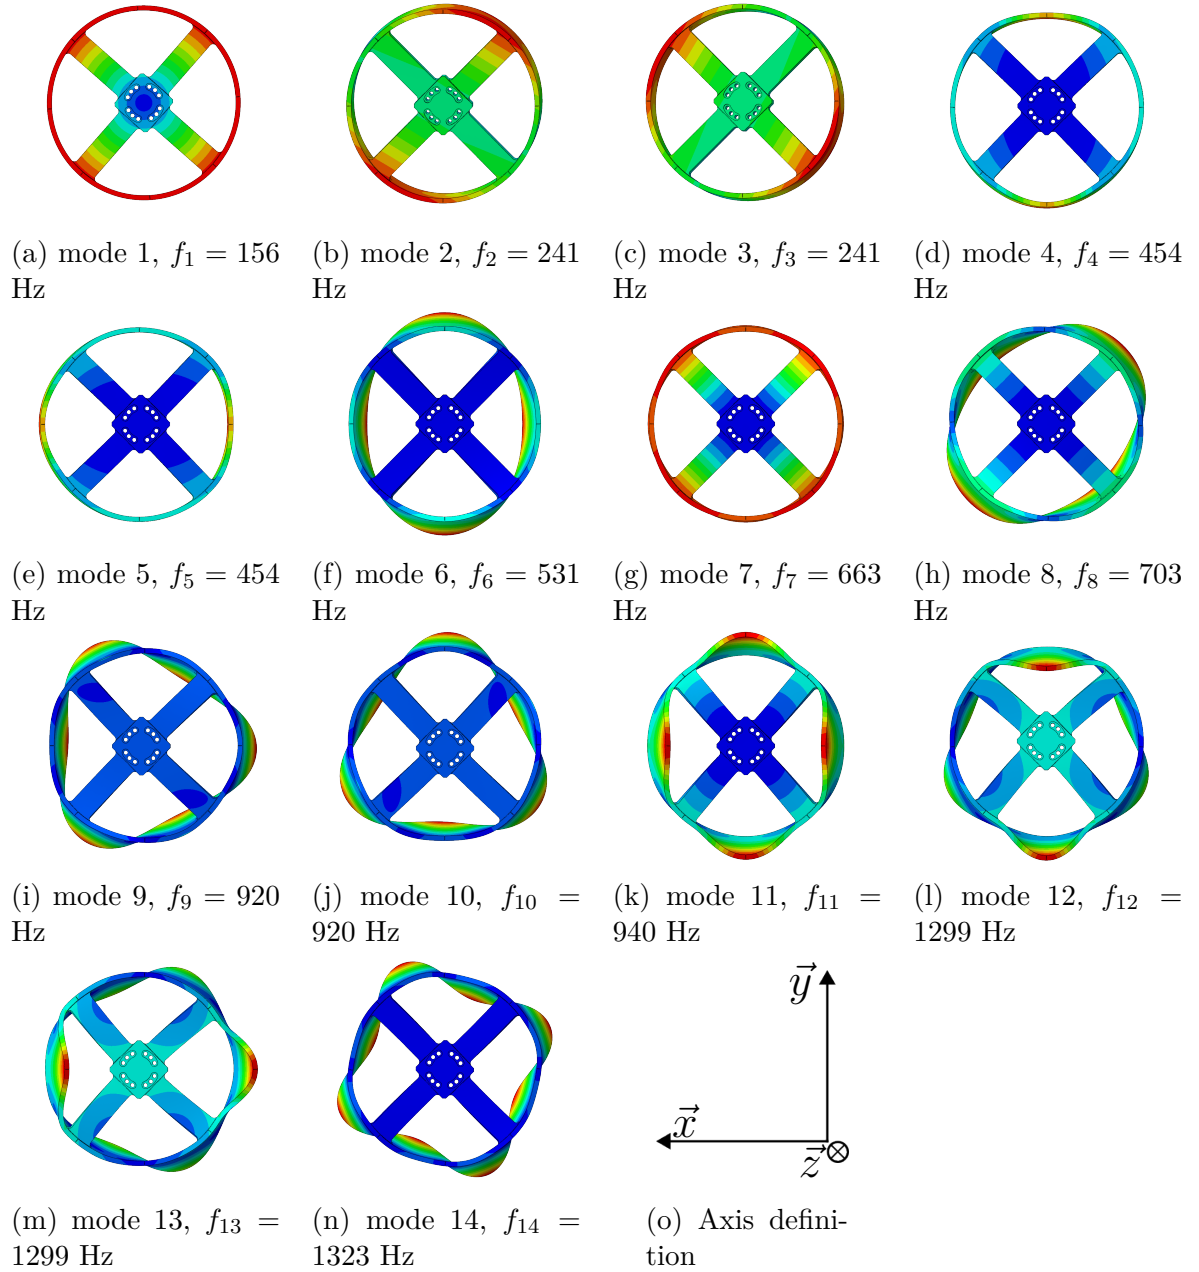 (a) mode 1, f₁ = 156
Hz
(b) mode 2, f₂ = 241
Hz
(c) mode 3, f₃ = 241
Hz
(d) mode 4, f₄ = 454
Hz
(e) mode 5, f₅ = 454
Hz
(f) mode 6, f₆ = 531
Hz
(g) mode 7, f₇ = 663
Hz
(h) mode 8, f₈ = 703
Hz
(i) mode 9, f₉ = 920
Hz
(j) mode 10, f₁₀ =
920 Hz
(k) mode 11, f₁₁ =
940 Hz
(l) mode 12, f₁₂ =
1299 Hz
y⃗
x⃗
z⃗
(m) mode 13, f₁₃ =
1299 Hz
(n) mode 14, f₁₄ =
1323 Hz
(o) Axis defini-
tion